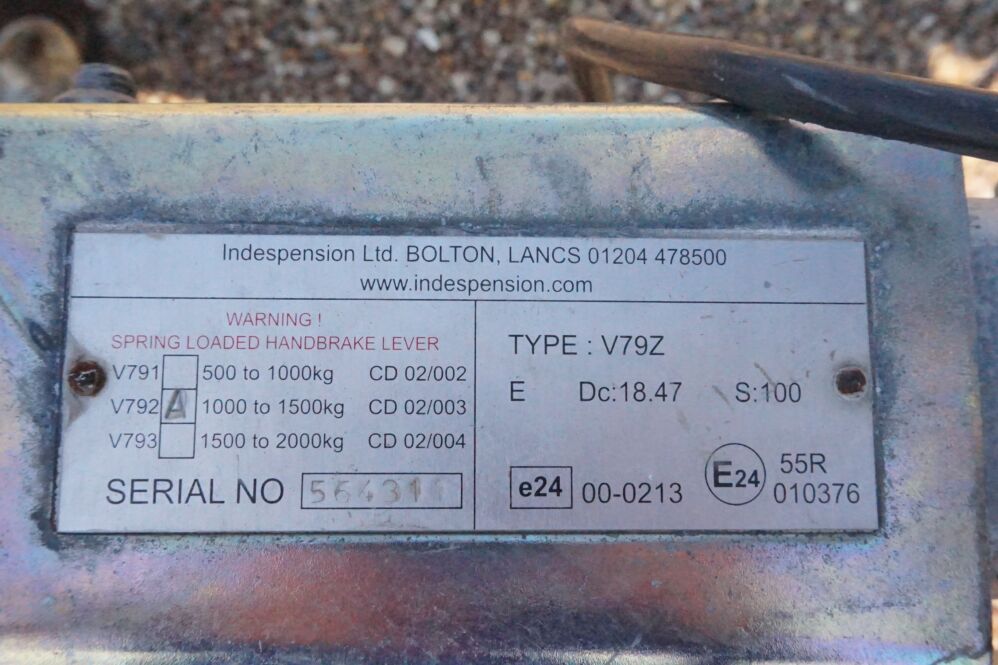 Indespension Ltd. BOLTON, LANCS 01204 478500
www.indespension.com
WARNING !
SPRING LOADED HANDBRAKE LEVER
V791 500 to 1000kg CD 02/002
V792 A 1000 to 1500kg CD 02/003
V793 1500 to 2000kg CD 02/004
SERIAL NO
TYPE : V79Z
E Dc:18.47 S:100
e24 00-0213
E24 55R
010376